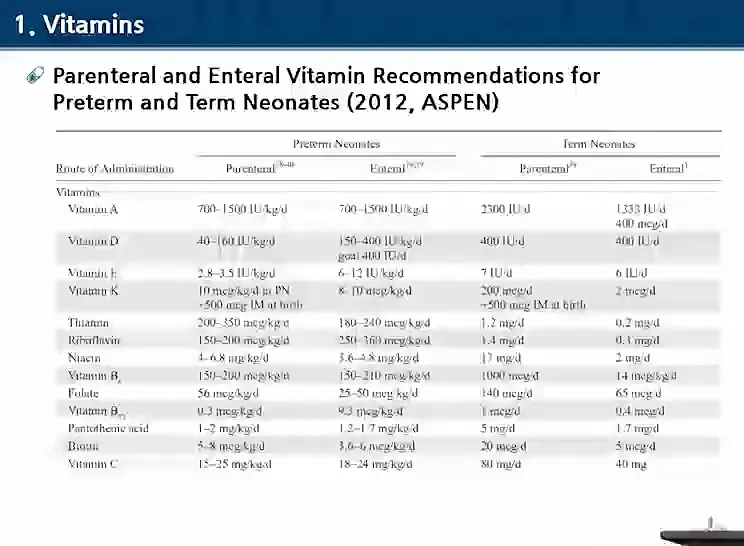 1. Vitamins
Parenteral and Enteral Vitamin Recommendations for
Preterm and Term Neonates (2012, ASPEN)
Preterm Neonates Term Neonates
Route of Administration Parenteral Enteral Parenteral Enteral
Vitamins
Vitamin A 700–1500 IU/kg/d 700–1500 IU/kg/d 2300 IU/d 1333 IU/d
400 mcg/d
Vitamin D 40–160 IU/kg/d 150–400 IU/kg/d 400 IU/d 400 IU/d
goal 400 IU/d
Vitamin E 2.8–3.5 IU/kg/d 6–12 IU/kg/d 7 IU/d 6 IU/d
Vitamin K 10 mcg/kg/d in PN 8–10 mcg/kg/d 200 mcg/d 2 mcg/d
+500 mcg IM at birth +500 mcg IM at birth
Thiamin 200–350 mcg/kg/d 180–240 mcg/kg/d 1.2 mg/d 0.2 mg/d
Riboflavin 150–200 mcg/kg/d 250–360 mcg/kg/d 1.4 mg/d 0.3 mg/d
Niacin 4–6.8 mg/kg/d 3.6–4.8 mg/kg/d 17 mg/d 2 mg/d
Vitamin B6 150–200 mcg/kg/d 150–210 mcg/kg/d 1000 mcg/d 14 mcg/kg/d
Folate 56 mcg/kg/d 25–50 mcg/kg/d 140 mcg/d 65 mcg/d
Vitamin B12 0.3 mcg/kg/d 0.3 mcg/kg/d 1 mcg/d 0.4 mcg/d
Pantothenic acid 1–2 mg/kg/d 1.2–1.7 mg/kg/d 5 mg/d 1.7 mg/d
Biotin 5–8 mcg/kg/d 3.6–6 mcg/kg/d 20 mcg/d 5 mcg/d
Vitamin C 15–25 mg/kg/d 18–24 mg/kg/d 80 mg/d 40 mg